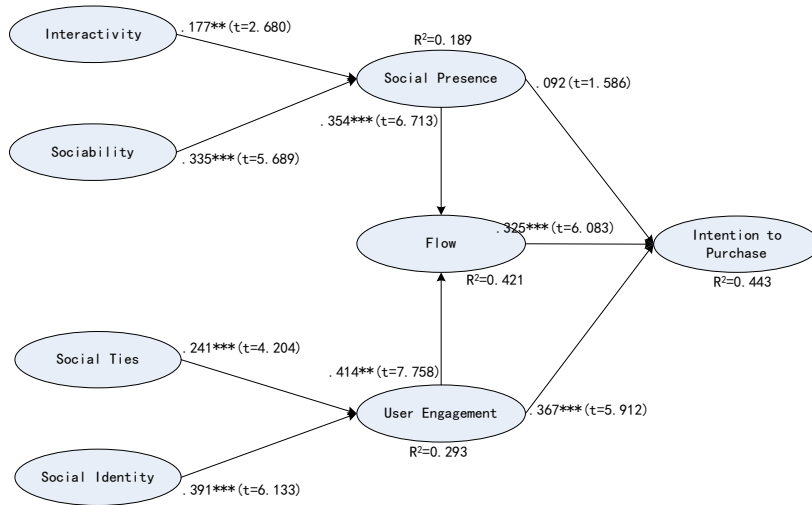 Interactivity
.177**(t=2.680)
R²=0.189
Social Presence
.092(t=1.586)
.354***(t=6.713)
Sociability
.335***(t=5.689)
.325***(t=6.083)
Flow
Intention to
Purchase
R²=0.421
R²=0.443
.241***(t=4.204)
Social Ties
.414**(t=7.758)
User Engagement
.367***(t=5.912)
R²=0.293
Social Identity
.391***(t=6.133)